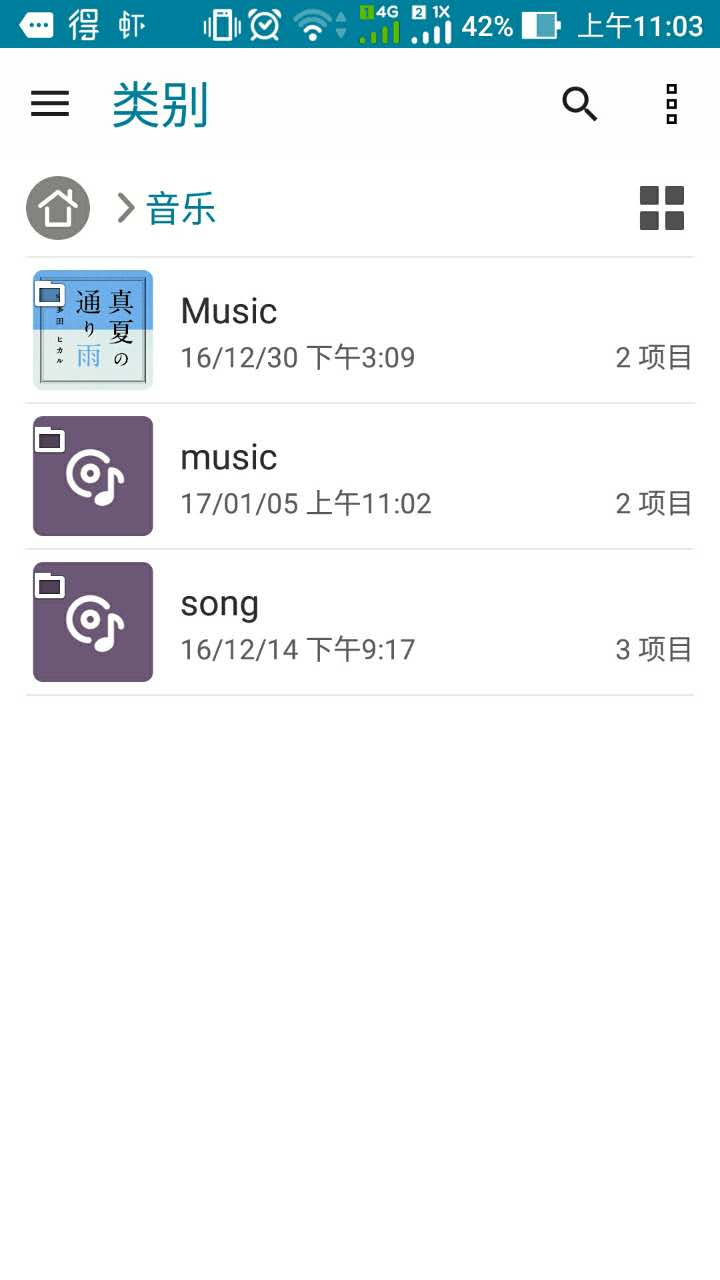 得 虾 1 4G 2 1X 42% 上午11:03
类别
音乐
真夏の
通り雨
多田 ヒカル
Music
16/12/30 下午3:09 2 项目
music
17/01/05 上午11:02 2 项目
song
16/12/14 下午9:17 3 项目